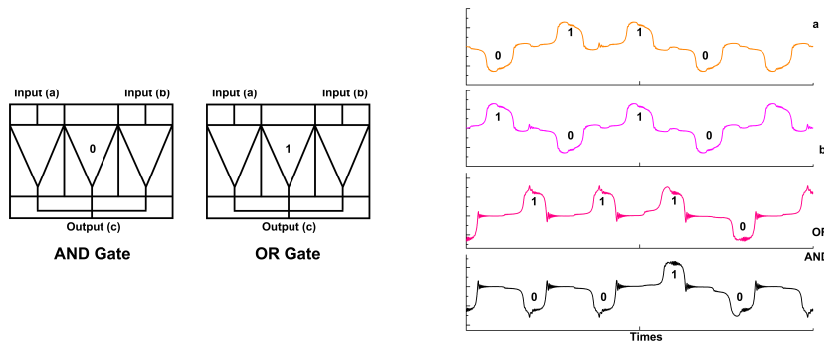 Input (a)
Input (b)
0
Output (c)
AND Gate
Input (a)
Input (b)
1
Output (c)
OR Gate
a
0
1
1
0
b
1
0
1
0
OR
1
1
1
0
AND
0
0
1
0
Times